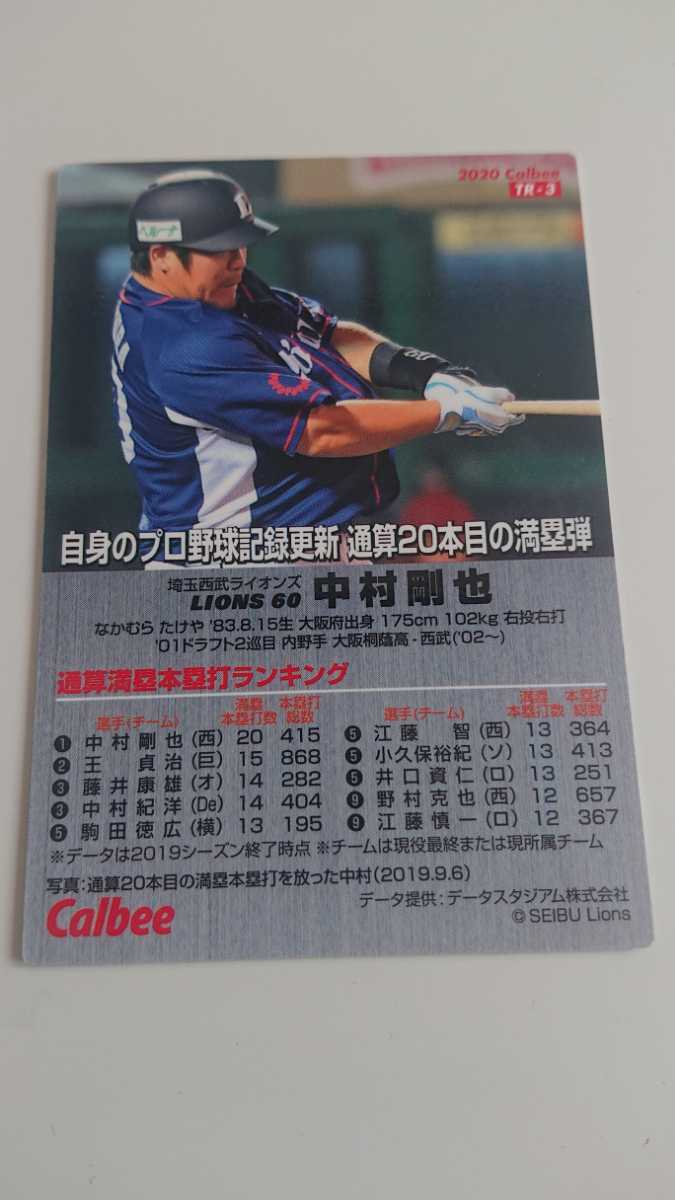 2020 Calbee
TR-3
ベルーナ
自身のプロ野球記録更新 通算20本目の満塁弾
埼玉西武ライオンズ
LIONS 60 中村剛也
なかむら たけや '83.8.15生 大阪府出身 175cm 102kg 右投右打
'01ドラフト2巡目 内野手 大阪桐蔭高-西武('02〜)
通算満塁本塁打ランキング
選手(チーム) 満塁本塁打数 本塁打総数
❶ 中村剛也(西) 20 415
❷ 王 貞治(巨) 15 868
❸ 藤井康雄(オ) 14 282
❸ 中村紀洋(De) 14 404
❺ 駒田徳広(横) 13 195
選手(チーム) 満塁本塁打数 本塁打総数
❺ 江藤 智(西) 13 364
❺ 小久保裕紀(ソ) 13 413
❺ 井口資仁(ロ) 13 251
❾ 野村克也(西) 12 657
❾ 江藤慎一(ロ) 12 367
※データは2019シーズン終了時点 ※チームは現役最終または現所属チーム
写真:通算20本目の満塁本塁打を放った中村(2019.9.6)
データ提供:データスタジアム株式会社
Calbee
© SEIBU Lions